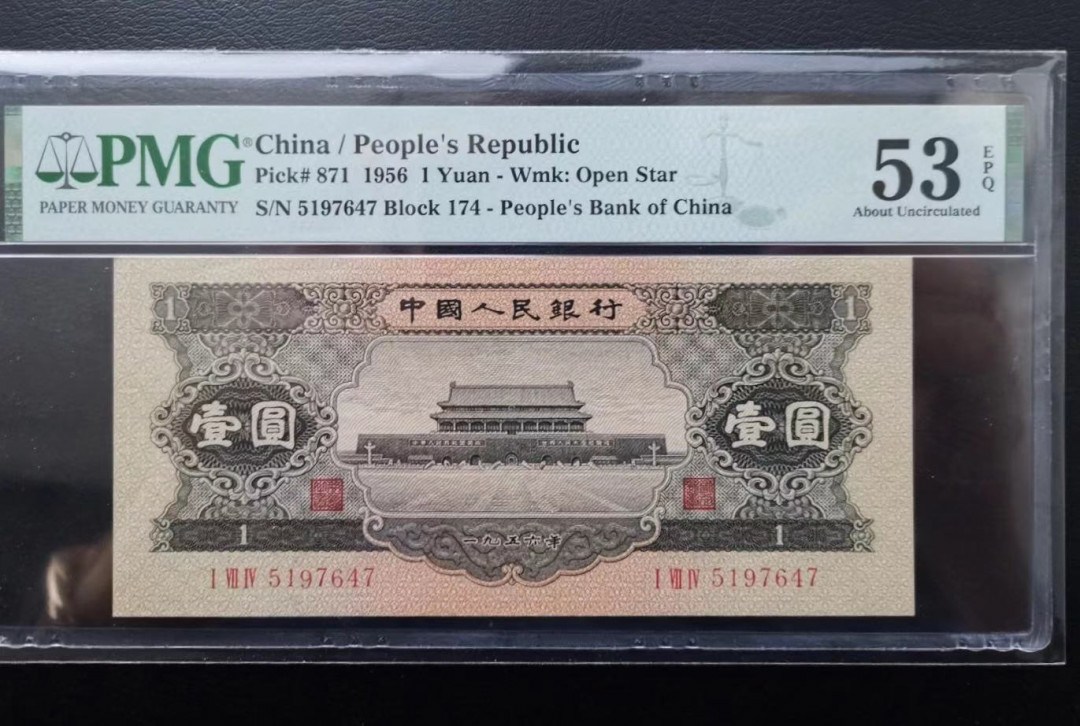 PMG®
PAPER MONEY GUARANTY
China / People's Republic
Pick# 871 1956 1 Yuan - Wmk: Open Star
S/N 5197647 Block 174 - People's Bank of China
53
EPQ
About Uncirculated
1 中國人民銀行 1
壹圓 壹圓
1 一九五六年 1
I VII IV 5197647 I VII IV 5197647